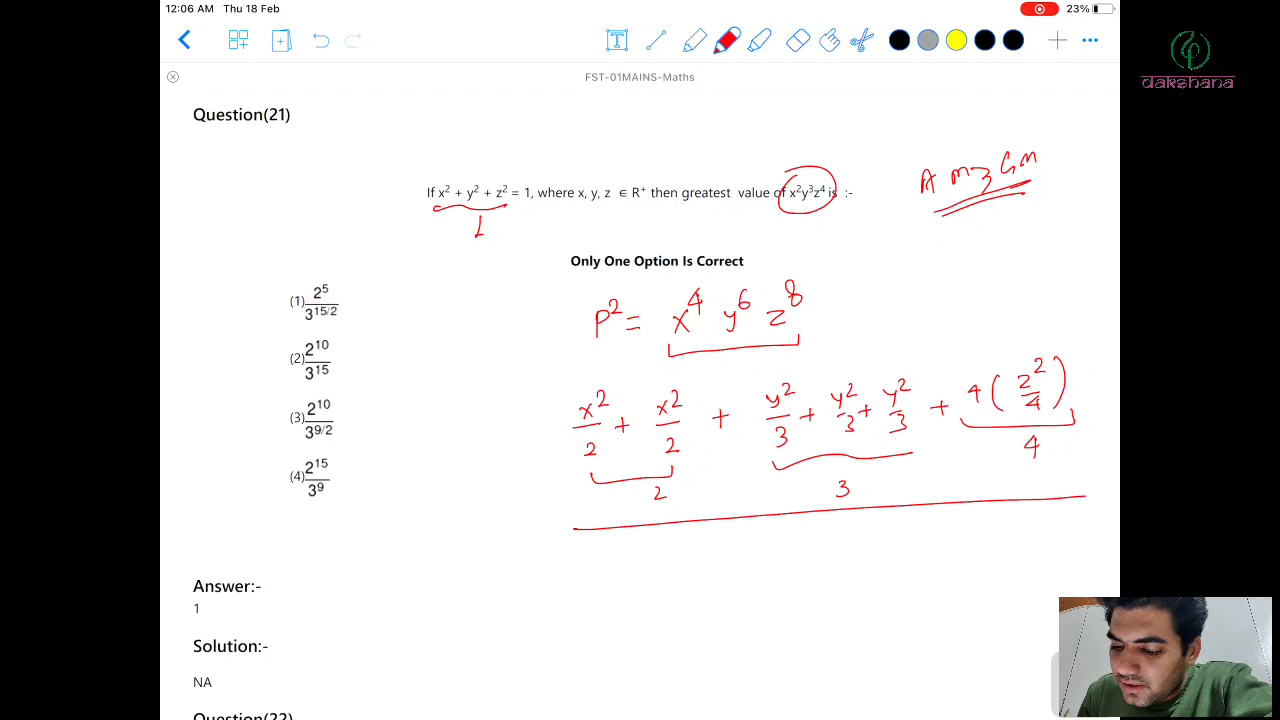 12:06 AM Thu 18 Feb
23%
dakshana
FST-01MAINS-Maths
Question(21)
If x² + y² + z² = 1, where x, y, z ∈ R⁺ then greatest value of x²y³z⁴ is :-
1
AM ≥ GM
Only One Option Is Correct
(1) 2⁵/3^(15/2)
(2) 2¹⁰/3¹⁵
(3) 2¹⁰/3^(9/2)
(4) 2¹⁵/3⁹
P² = x⁴ y⁶ z⁸
x²/2 + x²/2 + y²/3 + y²/3 + y²/3 + 4(z²/4)
2 3 4
Answer:-
1
Solution:-
NA
Question(22)